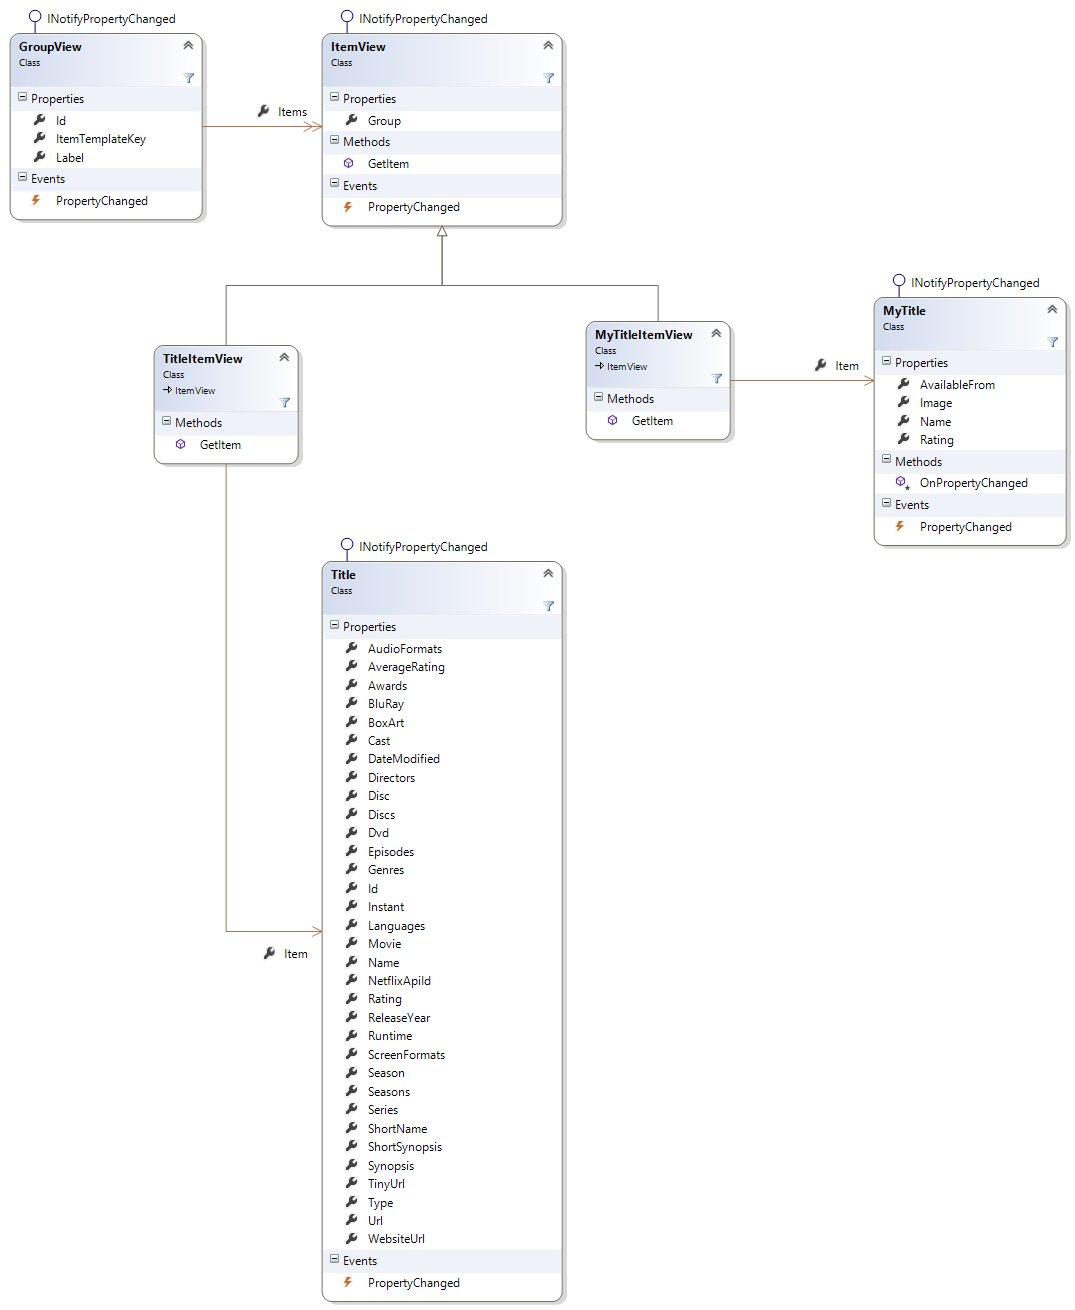 INotifyPropertyChanged
GroupView
Class
Properties
Id
ItemTemplateKey
Label
Events
PropertyChanged
Items
INotifyPropertyChanged
ItemView
Class
Properties
Group
Methods
GetItem
Events
PropertyChanged
TitleItemView
Class
ItemView
Methods
GetItem
MyTitleItemView
Class
ItemView
Methods
GetItem
Item
INotifyPropertyChanged
MyTitle
Class
Properties
AvailableFrom
Image
Name
Rating
Methods
OnPropertyChanged
Events
PropertyChanged
Item
INotifyPropertyChanged
Title
Class
Properties
AudioFormats
AverageRating
Awards
BluRay
BoxArt
Cast
DateModified
Directors
Disc
Discs
Dvd
Episodes
Genres
Id
Instant
Languages
Movie
Name
NetflixApiId
Rating
ReleaseYear
Runtime
ScreenFormats
Season
Seasons
Series
ShortName
ShortSynopsis
Synopsis
TinyUrl
Type
Url
WebsiteUrl
Events
PropertyChanged